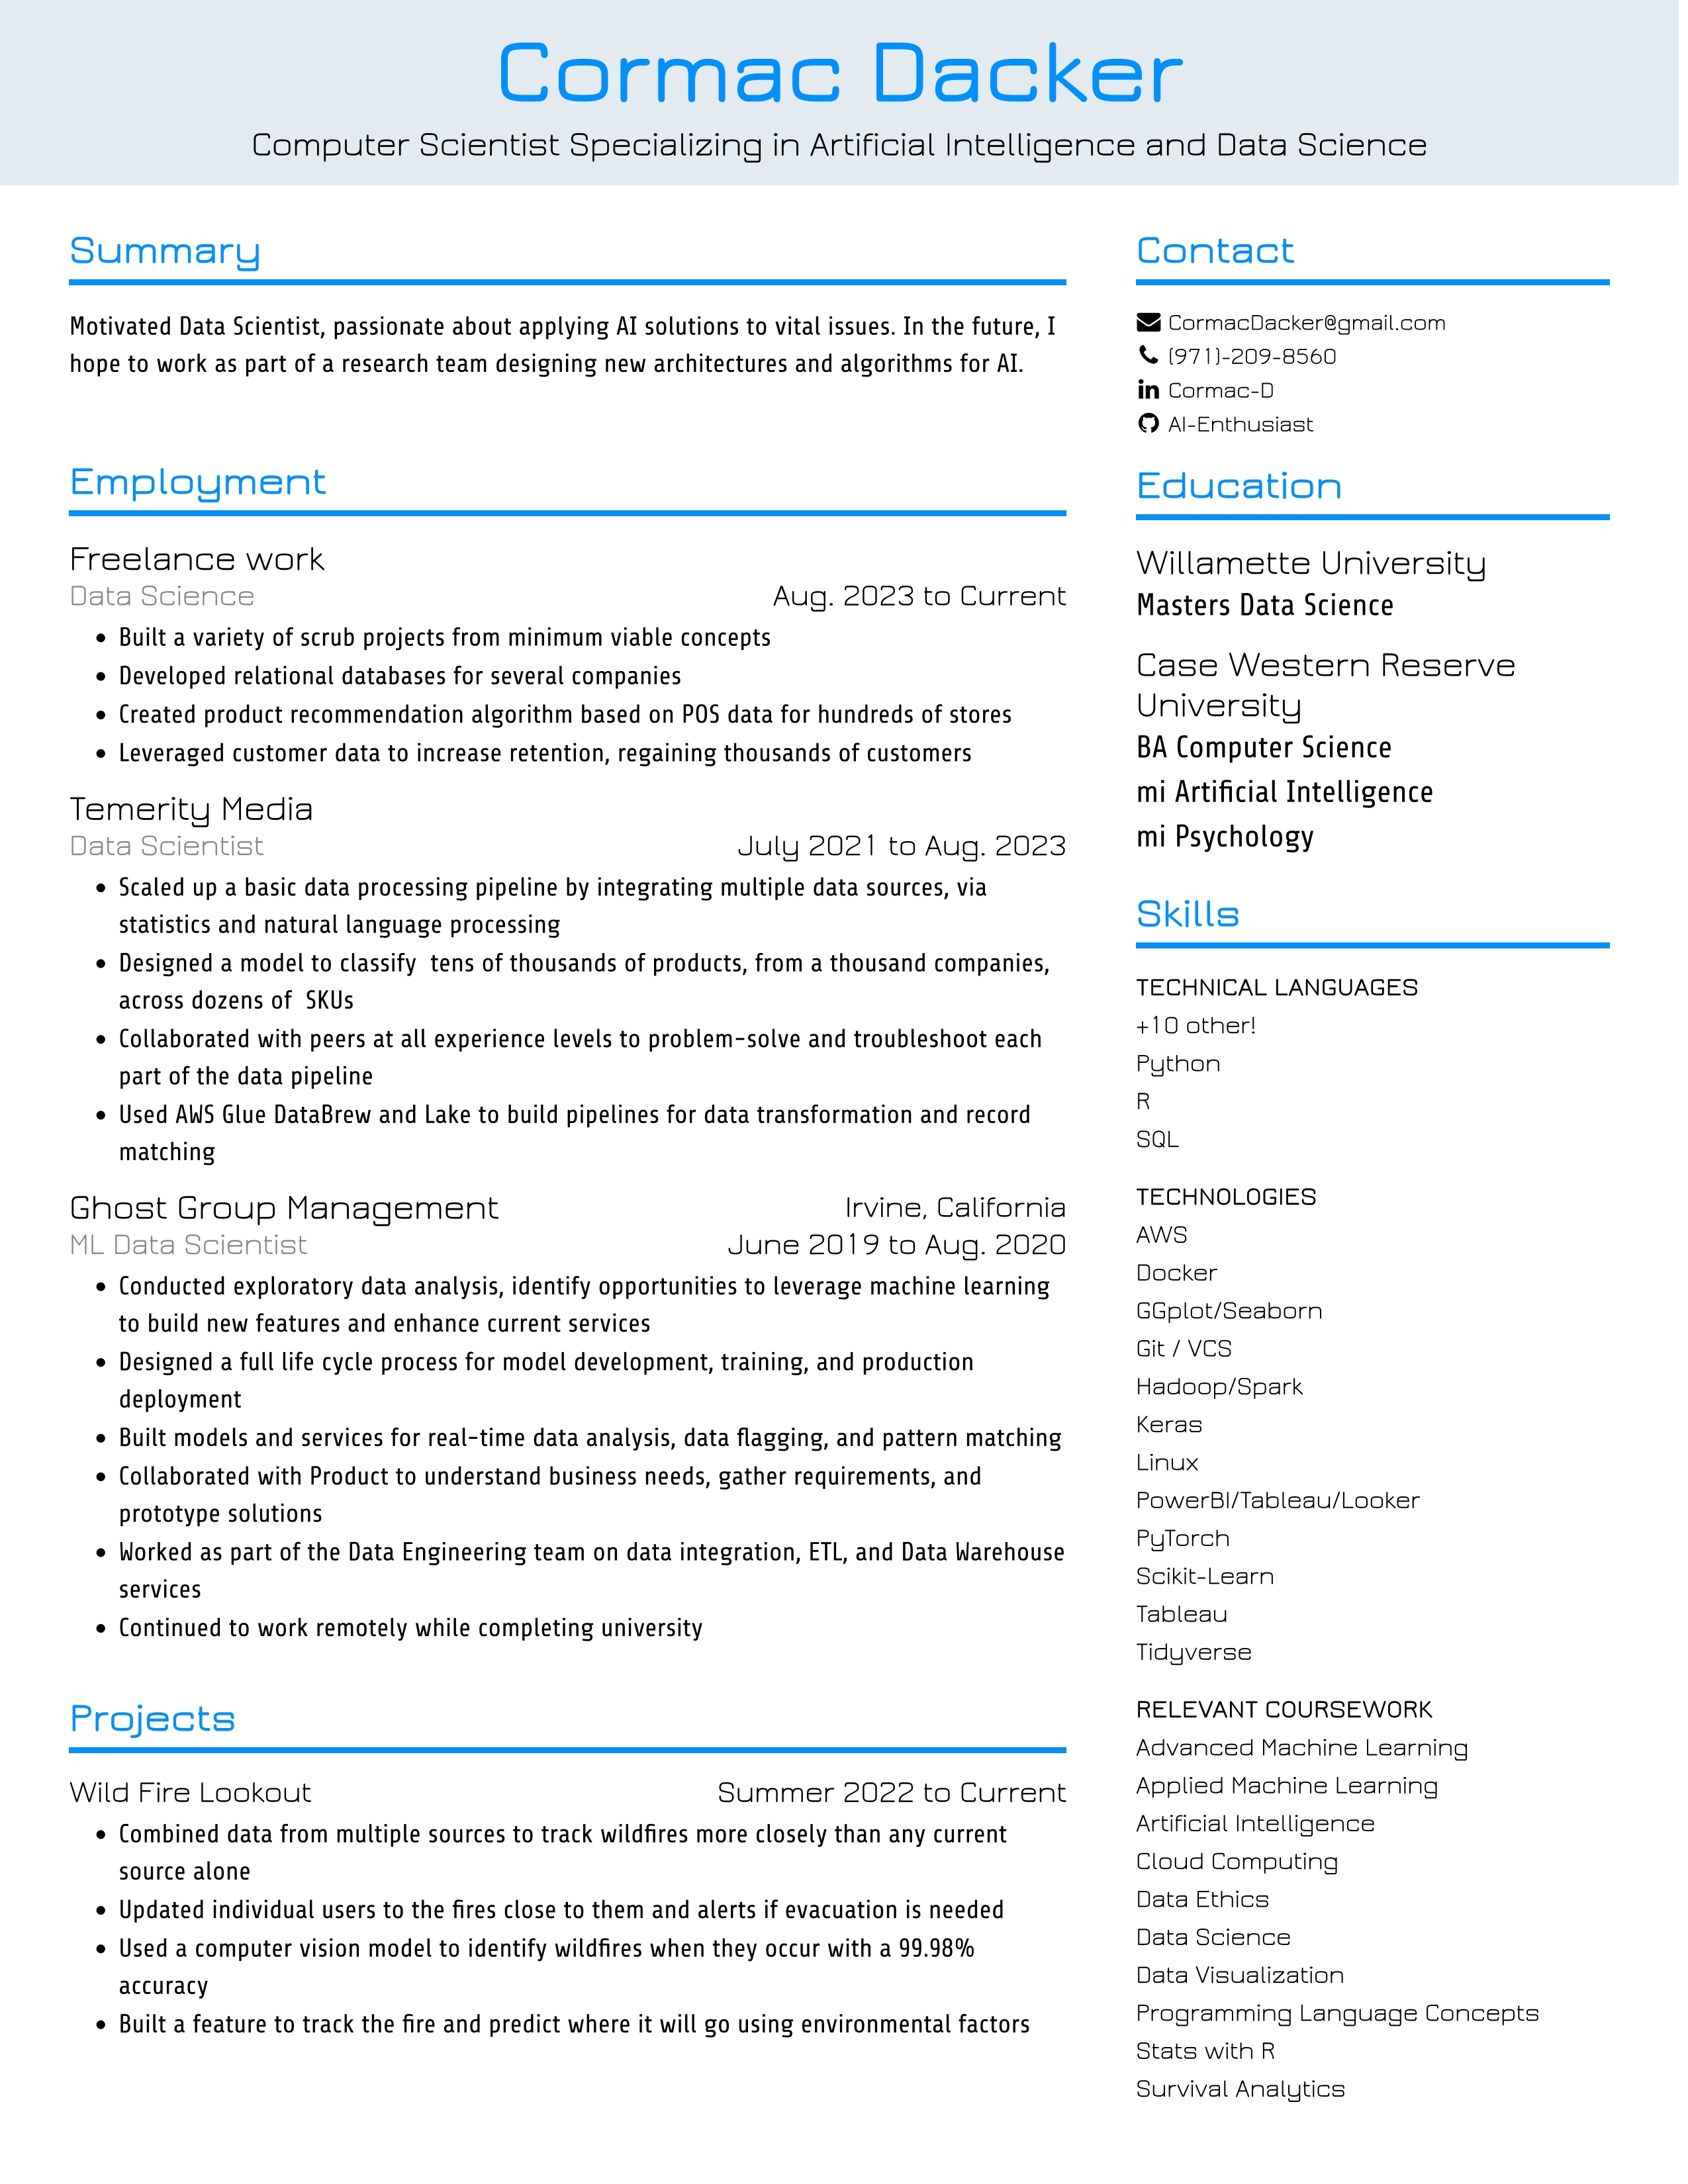 Cormac Dacker
Computer Scientist Specializing in Artificial Intelligence and Data Science
Summary
Motivated Data Scientist, passionate about applying AI solutions to vital issues. In the future, I
hope to work as part of a research team designing new architectures and algorithms for AI.
Employment
Freelance work
Data Science Aug. 2023 to Current
• Built a variety of scrub projects from minimum viable concepts
• Developed relational databases for several companies
• Created product recommendation algorithm based on POS data for hundreds of stores
• Leveraged customer data to increase retention, regaining thousands of customers
Temerity Media
Data Scientist July 2021 to Aug. 2023
• Scaled up a basic data processing pipeline by integrating multiple data sources, via
statistics and natural language processing
• Designed a model to classify  tens of thousands of products, from a thousand companies,
across dozens of  SKUs
• Collaborated with peers at all experience levels to problem-solve and troubleshoot each
part of the data pipeline
• Used AWS Glue DataBrew and Lake to build pipelines for data transformation and record
matching
Ghost Group Management Irvine, California
ML Data Scientist June 2019 to Aug. 2020
• Conducted exploratory data analysis, identify opportunities to leverage machine learning
to build new features and enhance current services
• Designed a full life cycle process for model development, training, and production
deployment
• Built models and services for real-time data analysis, data flagging, and pattern matching
• Collaborated with Product to understand business needs, gather requirements, and
prototype solutions
• Worked as part of the Data Engineering team on data integration, ETL, and Data Warehouse
services
• Continued to work remotely while completing university
Projects
Wild Fire Lookout Summer 2022 to Current
• Combined data from multiple sources to track wildfires more closely than any current
source alone
• Updated individual users to the fires close to them and alerts if evacuation is needed
• Used a computer vision model to identify wildfires when they occur with a 99.98%
accuracy
• Built a feature to track the fire and predict where it will go using environmental factors
Contact
CormacDacker@gmail.com
(971)-209-8560
Cormac-D
AI-Enthusiast
Education
Willamette University
Masters Data Science
Case Western Reserve
University
BA Computer Science
mi Artificial Intelligence
mi Psychology
Skills
TECHNICAL LANGUAGES
+10 other!
Python
R
SQL
TECHNOLOGIES
AWS
Docker
GGplot/Seaborn
Git / VCS
Hadoop/Spark
Keras
Linux
PowerBI/Tableau/Looker
PyTorch
Scikit-Learn
Tableau
Tidyverse
RELEVANT COURSEWORK
Advanced Machine Learning
Applied Machine Learning
Artificial Intelligence
Cloud Computing
Data Ethics
Data Science
Data Visualization
Programming Language Concepts
Stats with R
Survival Analytics